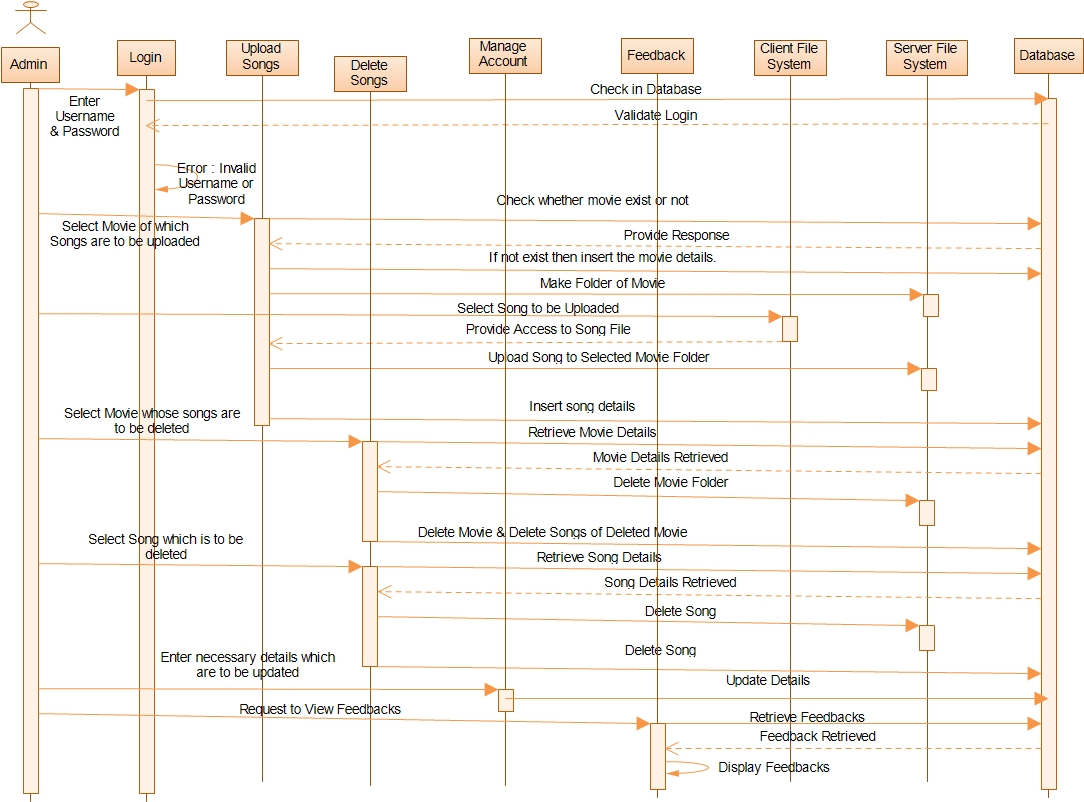 Admin
Login
Upload
Songs
Delete
Songs
Manage
Account
Feedback
Client File
System
Server File
System
Database
Enter
Username
& Password
Check in Database
Validate Login
Error : Invalid
Username or
Password
Check whether movie exist or not
Select Movie of which
Songs are to be uploaded
Provide Response
If not exist then insert the movie details.
Make Folder of Movie
Select Song to be Uploaded
Provide Access to Song File
Upload Song to Selected Movie Folder
Insert song details
Select Movie whose songs are
to be deleted
Retrieve Movie Details
Movie Details Retrieved
Delete Movie Folder
Delete Movie & Delete Songs of Deleted Movie
Select Song which is to be
deleted
Retrieve Song Details
Song Details Retrieved
Delete Song
Delete Song
Enter necessary details which
are to be updated
Update Details
Request to View Feedbacks
Retrieve Feedbacks
Feedback Retrieved
Display Feedbacks